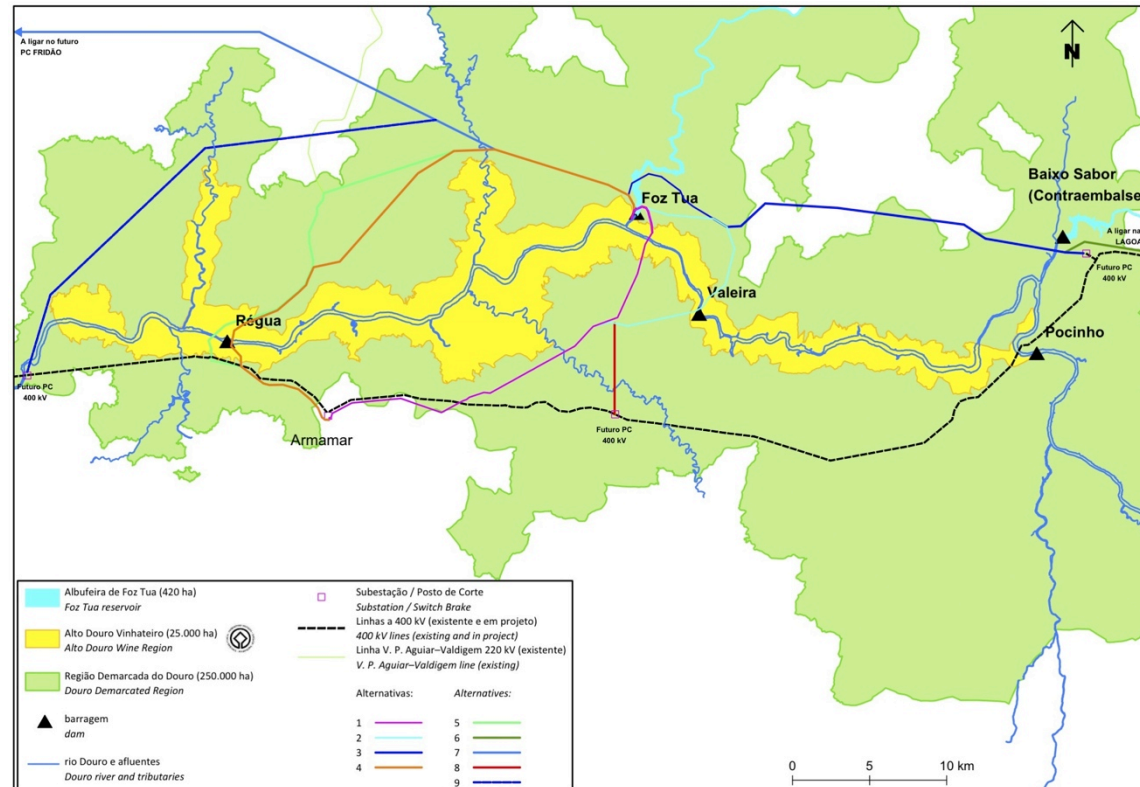 A ligar no futuro
PC FRIDÃO
N
Baixo Sabor
(Contraembalse
A ligar na
LAGOA
Foz Tua
Futuro PC
400 kV
Valeira
Régua
Pocinho
Futuro PC
400 kV
Armamar
Futuro PC
400 kV
Albufeira de Foz Tua (420 ha)
Foz Tua reservoir
Alto Douro Vinhateiro (25.000 ha)
Alto Douro Wine Region
Região Demarcada do Douro (250.000 ha)
Douro Demarcated Region
barragem
dam
rio Douro e afluentes
Douro river and tributaries
Subestação / Posto de Corte
Substation / Switch Brake
Linhas a 400 kV (existente e em projeto)
400 kV lines (existing and in project)
Linha V. P. Aguiar–Valdigem 220 kV (existente)
V. P. Aguiar–Valdigem line (existing)
Alternativas: Alternatives:
1 5
2 6
3 7
4 8
9
0 5 10 km